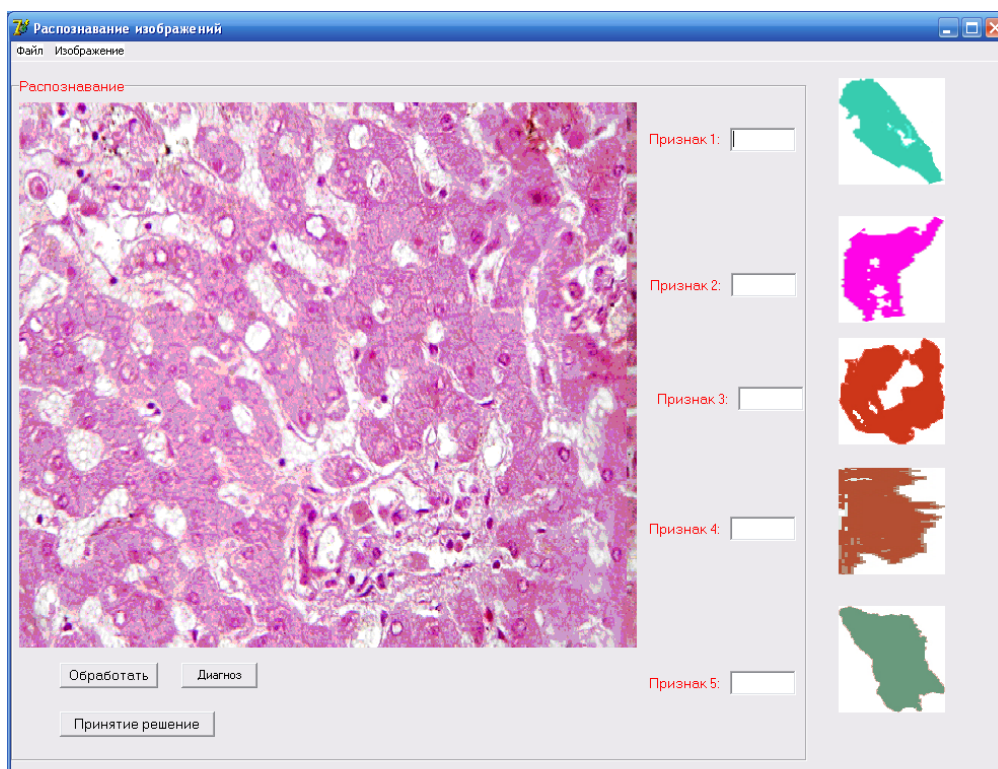 Распознавание изображений
Файл Изображение
Распознавание
Признак 1:
Признак 2:
Признак 3:
Признак 4:
Признак 5:
Обработать Диагноз
Принятие решение